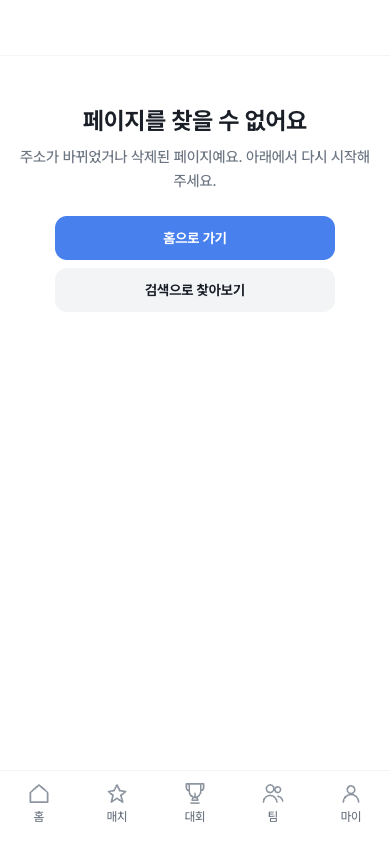 페이지를 찾을 수 없어요
주소가 바뀌었거나 삭제된 페이지예요. 아래에서 다시 시작해
주세요.
홈으로 가기
검색으로 찾아보기
홈
매치
대회
팀
마이